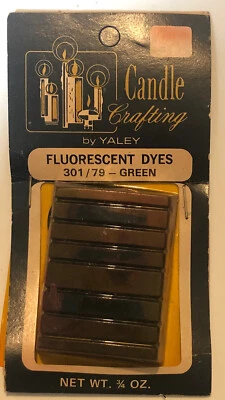 Candle
Crafting
by YALEY
FLUORESCENT DYES
301/79 - GREEN
NET WT. ¾ OZ.